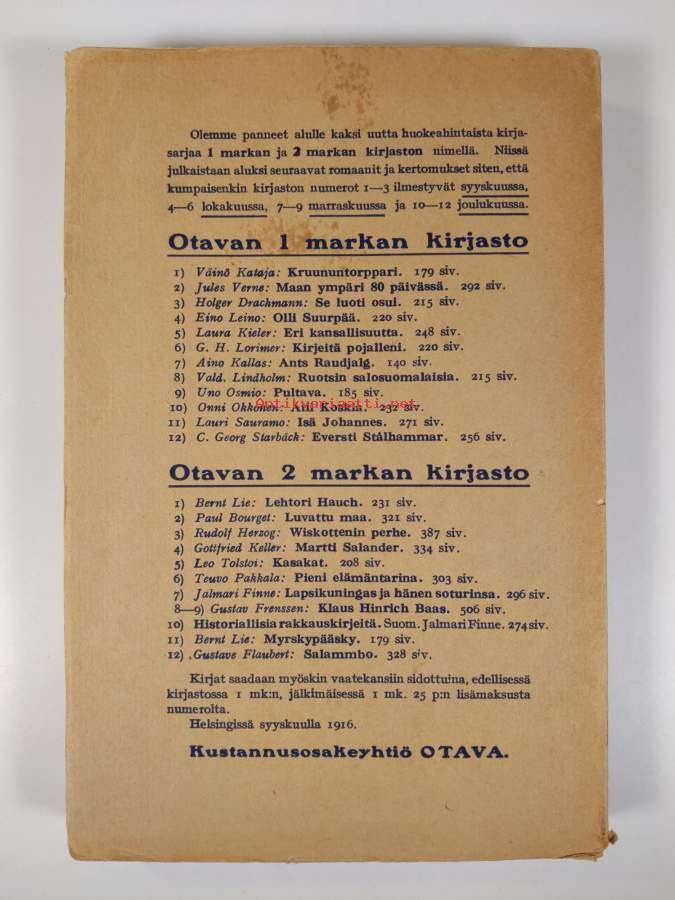 Olemme panneet alulle kaksi uutta huokeahintaista kirja-
sarjaa 1 markan ja 2 markan kirjaston nimellä. Niissä
julkaistaan aluksi seuraavat romaanit ja kertomukset siten, että
kumpaisenkin kirjaston numerot 1—3 ilmestyvät syyskuussa,
4—6 lokakuussa, 7—9 marraskuussa ja 10—12 joulukuussa.
Otavan 1 markan kirjasto
1) Väinö Kataja: Kruununtorppari. 179 siv.
2) Jules Verne: Maan ympäri 80 päivässä. 292 siv.
3) Holger Drachmann: Se luoti osui. 215 siv.
4) Eino Leino: Olli Suurpää. 220 siv.
5) Laura Kieler: Eri kansallisuutta. 248 siv.
6) G. H. Lorimer: Kirjeitä pojalleni. 220 siv.
7) Aino Kallas: Ants Raudjalg. 140 siv.
8) Vald. Lindholm: Ruotsin salosuomalaisia. 215 siv.
9) Uno Osmio: Pultava. 185 siv.
10) Onni Okkonen: Aili Koskia. 232 siv.
Antikvariaatti.net
11) Lauri Sauramo: Isä Johannes. 271 siv.
12) C. Georg Starbäck: Eversti Stålhammar. 256 siv.
Otavan 2 markan kirjasto
1) Bernt Lie: Lehtori Hauch. 231 siv.
2) Paul Bourget: Luvattu maa. 321 siv.
3) Rudolf Herzog: Wiskottenin perhe. 387 siv.
4) Gottfried Keller: Martti Salander. 334 siv.
5) Leo Tolstoi: Kasakat. 208 siv.
6) Teuvo Pakkala: Pieni elämäntarina. 303 siv.
7) Jalmari Finne: Lapsikuningas ja hänen soturinsa. 296 siv.
8—9) Gustav Frenssen: Klaus Hinrich Baas. 506 siv.
10) Historiallisia rakkauskirjeitä. Suom. Jalmari Finne. 274 siv.
11) Bernt Lie: Myrskypääsky. 179 siv.
12) Gustave Flaubert: Salammbo. 328 siv.
Kirjat saadaan myöskin vaatekansiin sidottuina, edellisessä
kirjastossa 1 mk:n, jälkimäisessä 1 mk. 25 p:n lisämaksusta
numerolta.
Helsingissä syyskuulla 1916.
Kustannusosakeyhtiö OTAVA.